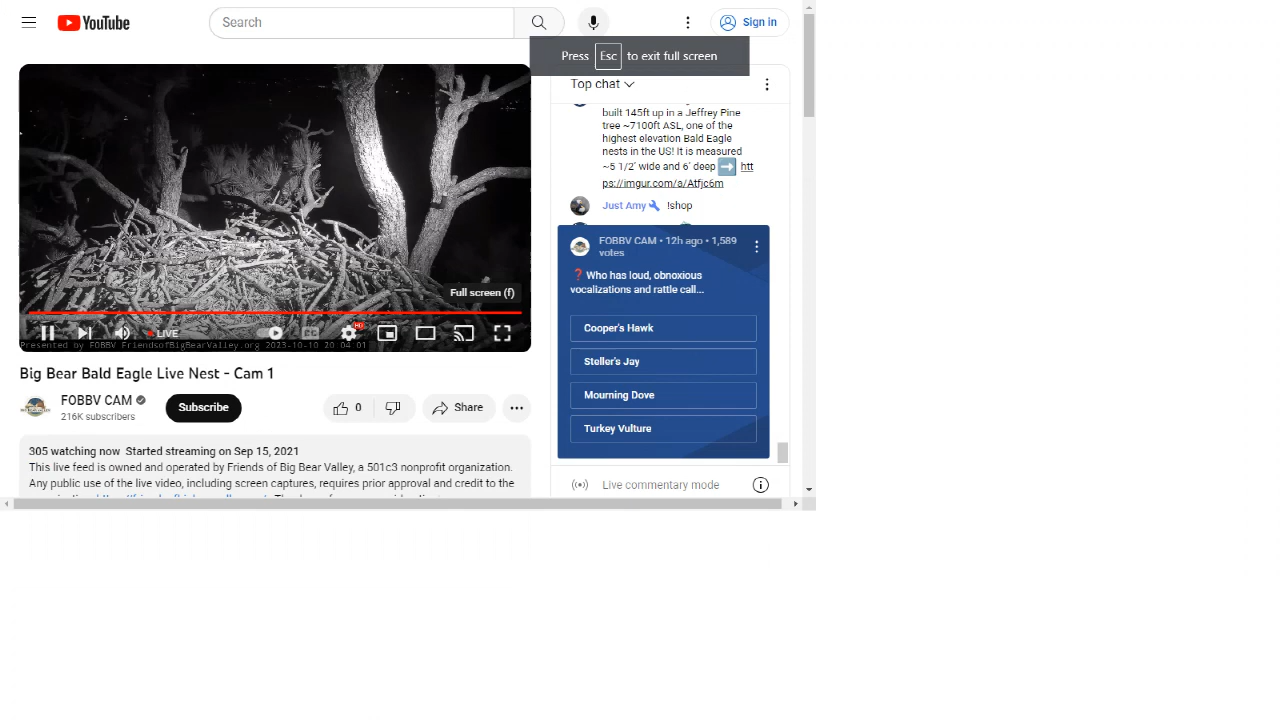 YouTube
Search
Sign in
Press Esc to exit full screen
Top chat
built 145ft up in a Jeffrey Pine
tree ~7100ft ASL, one of the
highest elevation Bald Eagle
nests in the US! It is measured
~5 1/2' wide and 6' deep ➡️ htt
ps://imgur.com/a/Atfjc6m
Just Amy !shop
FOBBV CAM • 12h ago • 1,589
votes
❓Who has loud, obnoxious
vocalizations and rattle call...
Cooper's Hawk
Steller's Jay
Mourning Dove
Turkey Vulture
Live commentary mode
Full screen (f)
LIVE
CC
HD
Presented by FOBBV FriendsofBigBearValley.org 2023-10-10 20 04 01
Big Bear Bald Eagle Live Nest - Cam 1
FOBBV CAM
216K subscribers
Subscribe
0
Share
305 watching now Started streaming on Sep 15, 2021
This live feed is owned and operated by Friends of Big Bear Valley, a 501c3 nonprofit organization.
Any public use of the live video, including screen captures, requires prior approval and credit to the